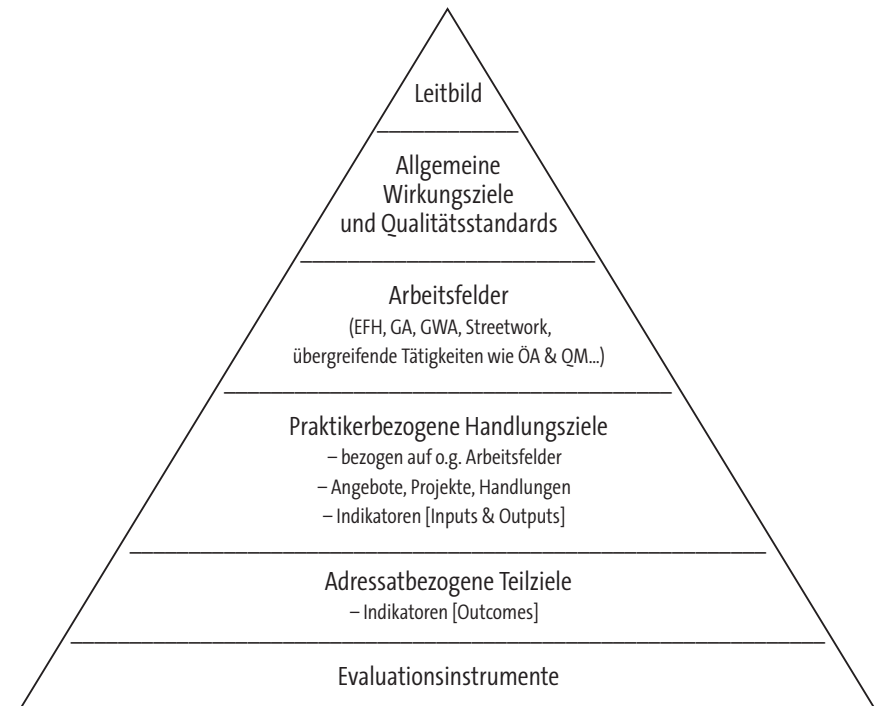 Leitbild
Allgemeine
Wirkungsziele
und Qualitätsstandards
Arbeitsfelder
(EFH, GA, GWA, Streetwork,
übergreifende Tätigkeiten wie ÖA & QM...)
Praktikerbezogene Handlungsziele
– bezogen auf o.g. Arbeitsfelder
– Angebote, Projekte, Handlungen
– Indikatoren [Inputs & Outputs]
Adressatbezogene Teilziele
– Indikatoren [Outcomes]
Evaluationsinstrumente